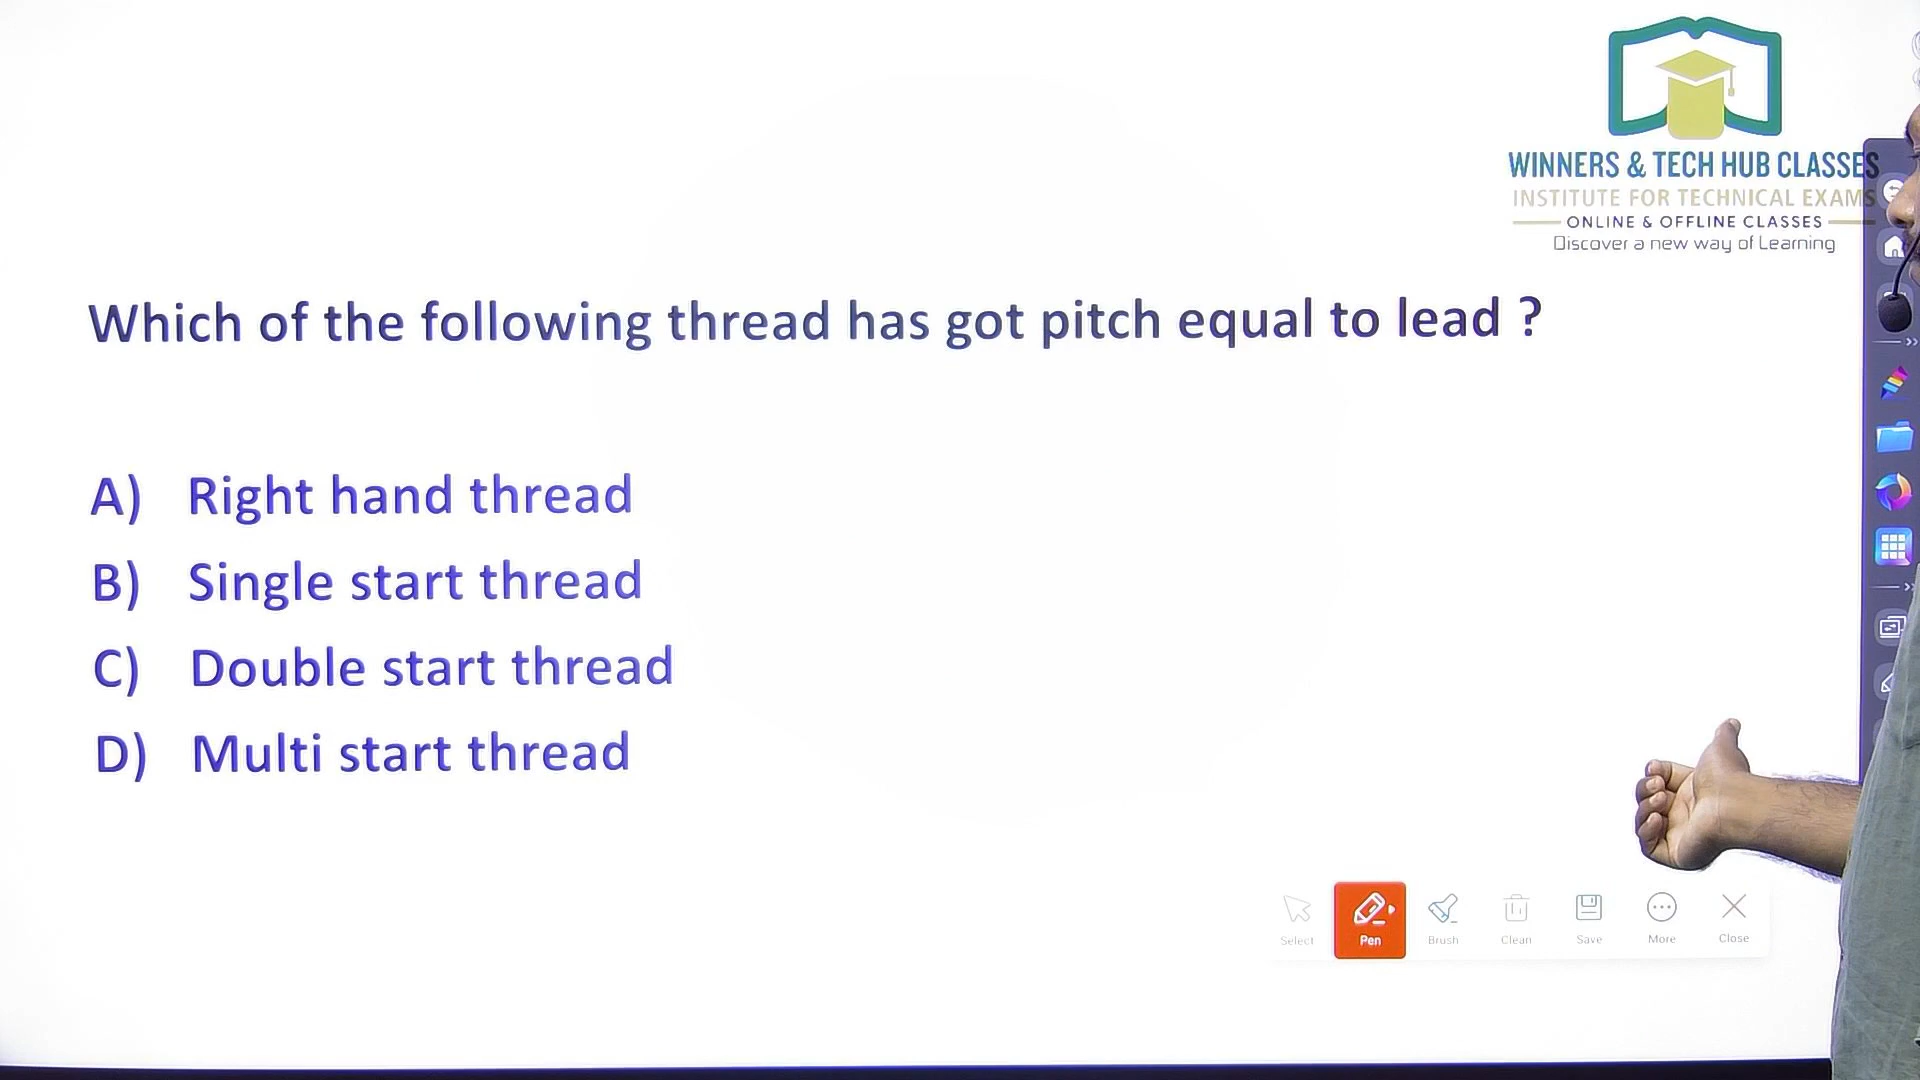 WINNERS & TECH HUB CLASSES
INSTITUTE FOR TECHNICAL EXAMS
ONLINE & OFFLINE CLASSES
Discover a new way of Learning
Which of the following thread has got pitch equal to lead ?
A) Right hand thread
B) Single start thread
C) Double start thread
D) Multi start thread
Select Pen Brush Clean Save More Close